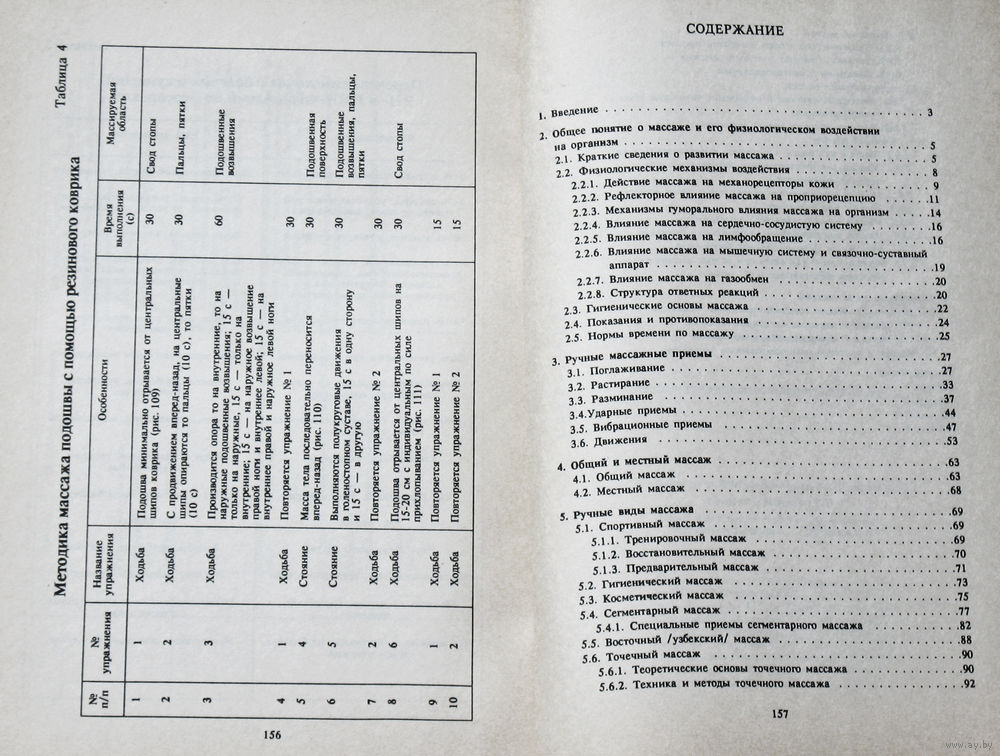 Таблица 4
Методика массажа подошвы с помощью резинового коврика
№ п/п | № упражнения | Название упражнения | Особенности | Время выполнения (с) | Массируемая область
1 | 1 | Ходьба | Подошва минимально отрывается от центральных шипов коврика (рис. 109) | 30 | Свод стопы
2 | 2 | Ходьба | С продвижением вперед-назад, на центральные шипы опираются то пальцы (10 с), то пятки (10 с) | 30 | Пальцы, пятки
3 | 3 | Ходьба | Производится опора то на внутренние, то на наружные подошвенные возвышения; 15 с — только на наружные, 15 с — только на внутренние; 15 с — на наружное возвышение правой ноги и внутреннее левой; 15 с — на внутреннее правой и наружное левой ноги | 60 | Подошвенные возвышения
4 | 1 | Ходьба | Повторяется упражнение № 1 | 30
5 | 4 | Стояние | Масса тела последовательно переносится вперед-назад (рис. 110) | 30 | Подошвенная поверхность
6 | 5 | Стояние | Выполняются полукруговые движения в голеностопном суставе, 15 с в одну сторону и 15 с — в другую | 30 | Подошвенные возвышения, пальцы, пятки
7 | 2 | Ходьба | Повторяется упражнение № 2 | 30
8 | 6 | Ходьба | Подошва отрывается от центральных шипов на 15-20 см с индивидуальным по силе прихлопыванием (рис. 111) | 30 | Свод стопы
9 | 1 | Ходьба | Повторяется упражнение № 1 | 15
10 | 2 | Ходьба | Повторяется упражнение № 2 | 15
156
СОДЕРЖАНИЕ
1. Введение . . . 3
2. Общее понятие о массаже и его физиологическом воздействии
на организм . . . 5
2.1. Краткие сведения о развитии массажа . . . 5
2.2. Физиологические механизмы воздействия . . . 8
2.2.1. Действие массажа на механорецепторы кожи . . . 9
2.2.2. Рефлекторное влияние массажа на проприорецепцию . . . 11
2.2.3. Механизмы гуморального влияния массажа на организм . . . 14
2.2.4. Влияние массажа на сердечно-сосудистую систему . . . 16
2.2.5. Влияние массажа на лимфообращение . . . 16
2.2.6. Влияние массажа на мышечную систему и связочно-суставный
аппарат . . . 19
2.2.7. Влияние массажа на газообмен . . . 20
2.2.8. Структура ответных реакций . . . 20
2.3. Гигиенические основы массажа . . . 22
2.4. Показания и противопоказания . . . 24
2.5. Нормы времени по массажу . . . 25
3. Ручные массажные приемы . . . 27
3.1. Поглаживание . . . 27
3.2. Растирание . . . 33
3.3. Разминание . . . 37
3.4.Ударные приемы . . . 44
3.5. Вибрационные приемы . . . 47
3.6. Движения . . . 53
4. Общий и местный массаж . . . 63
4.1. Общий массаж . . . 63
4.2. Местный массаж . . . 68
5. Ручные виды массажа . . . 69
5.1. Спортивный массаж . . . 69
5.1.1. Тренировочный массаж . . . 69
5.1.2. Восстановительный массаж . . . 70
5.1.3. Предварительный массаж . . . 71
5.2. Гигиенический массаж . . . 73
5.3. Косметический массаж . . . 75
5.4. Сегментарный массаж . . . 77
5.4.1. Специальные приемы сегментарного массажа . . . 82
5.5. Восточный /узбекский/ массаж . . . 88
5.6. Точечный массаж . . . 90
5.6.1. Теоретические основы точечного массажа . . . 90
5.6.2. Техника и методы точечного массажа . . . 92
157
www.ay.by